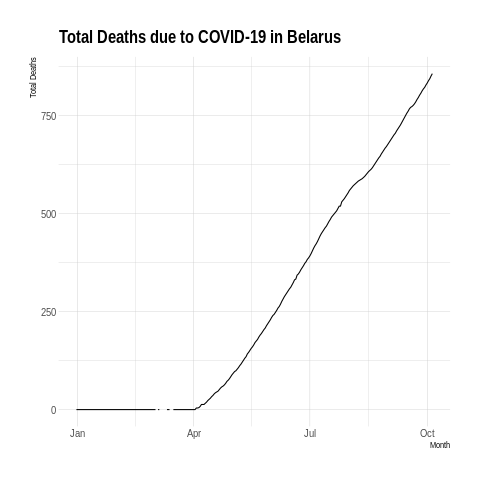 Total Deaths due to COVID-19 in Belarus
Total Deaths
750
500
250
0
Jan Apr Jul Oct
Month